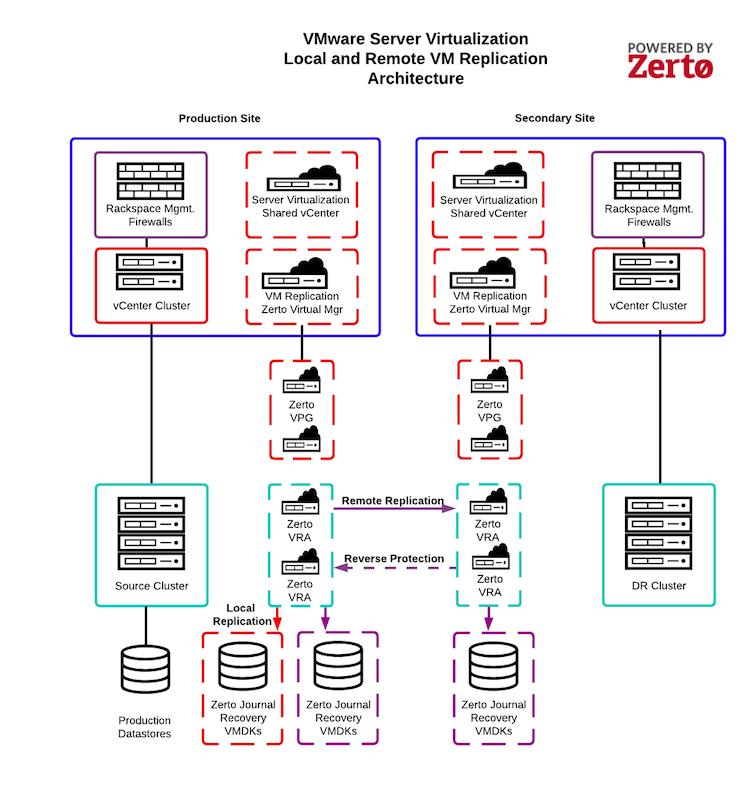 VMware Server Virtualization
Local and Remote VM Replication
Architecture
POWERED BY
Zertø
Production Site
Secondary Site
Rackspace Mgmt.
Firewalls
Server Virtualization
Shared vCenter
Server Virtualization
Shared vCenter
Rackspace Mgmt.
Firewalls
vCenter Cluster
VM Replication
Zerto Virtual Mgr
VM Replication
Zerto Virtual Mgr
vCenter Cluster
Zerto
VPG
Zerto
VPG
Zerto
VRA
Remote Replication
Zerto
VRA
Reverse Protection
Zerto
VRA
Zerto
VRA
Source Cluster
DR Cluster
Local
Replication
Production
Datastores
Zerto Journal
Recovery
VMDKs
Zerto Journal
Recovery
VMDKs
Zerto Journal
Recovery
VMDKs